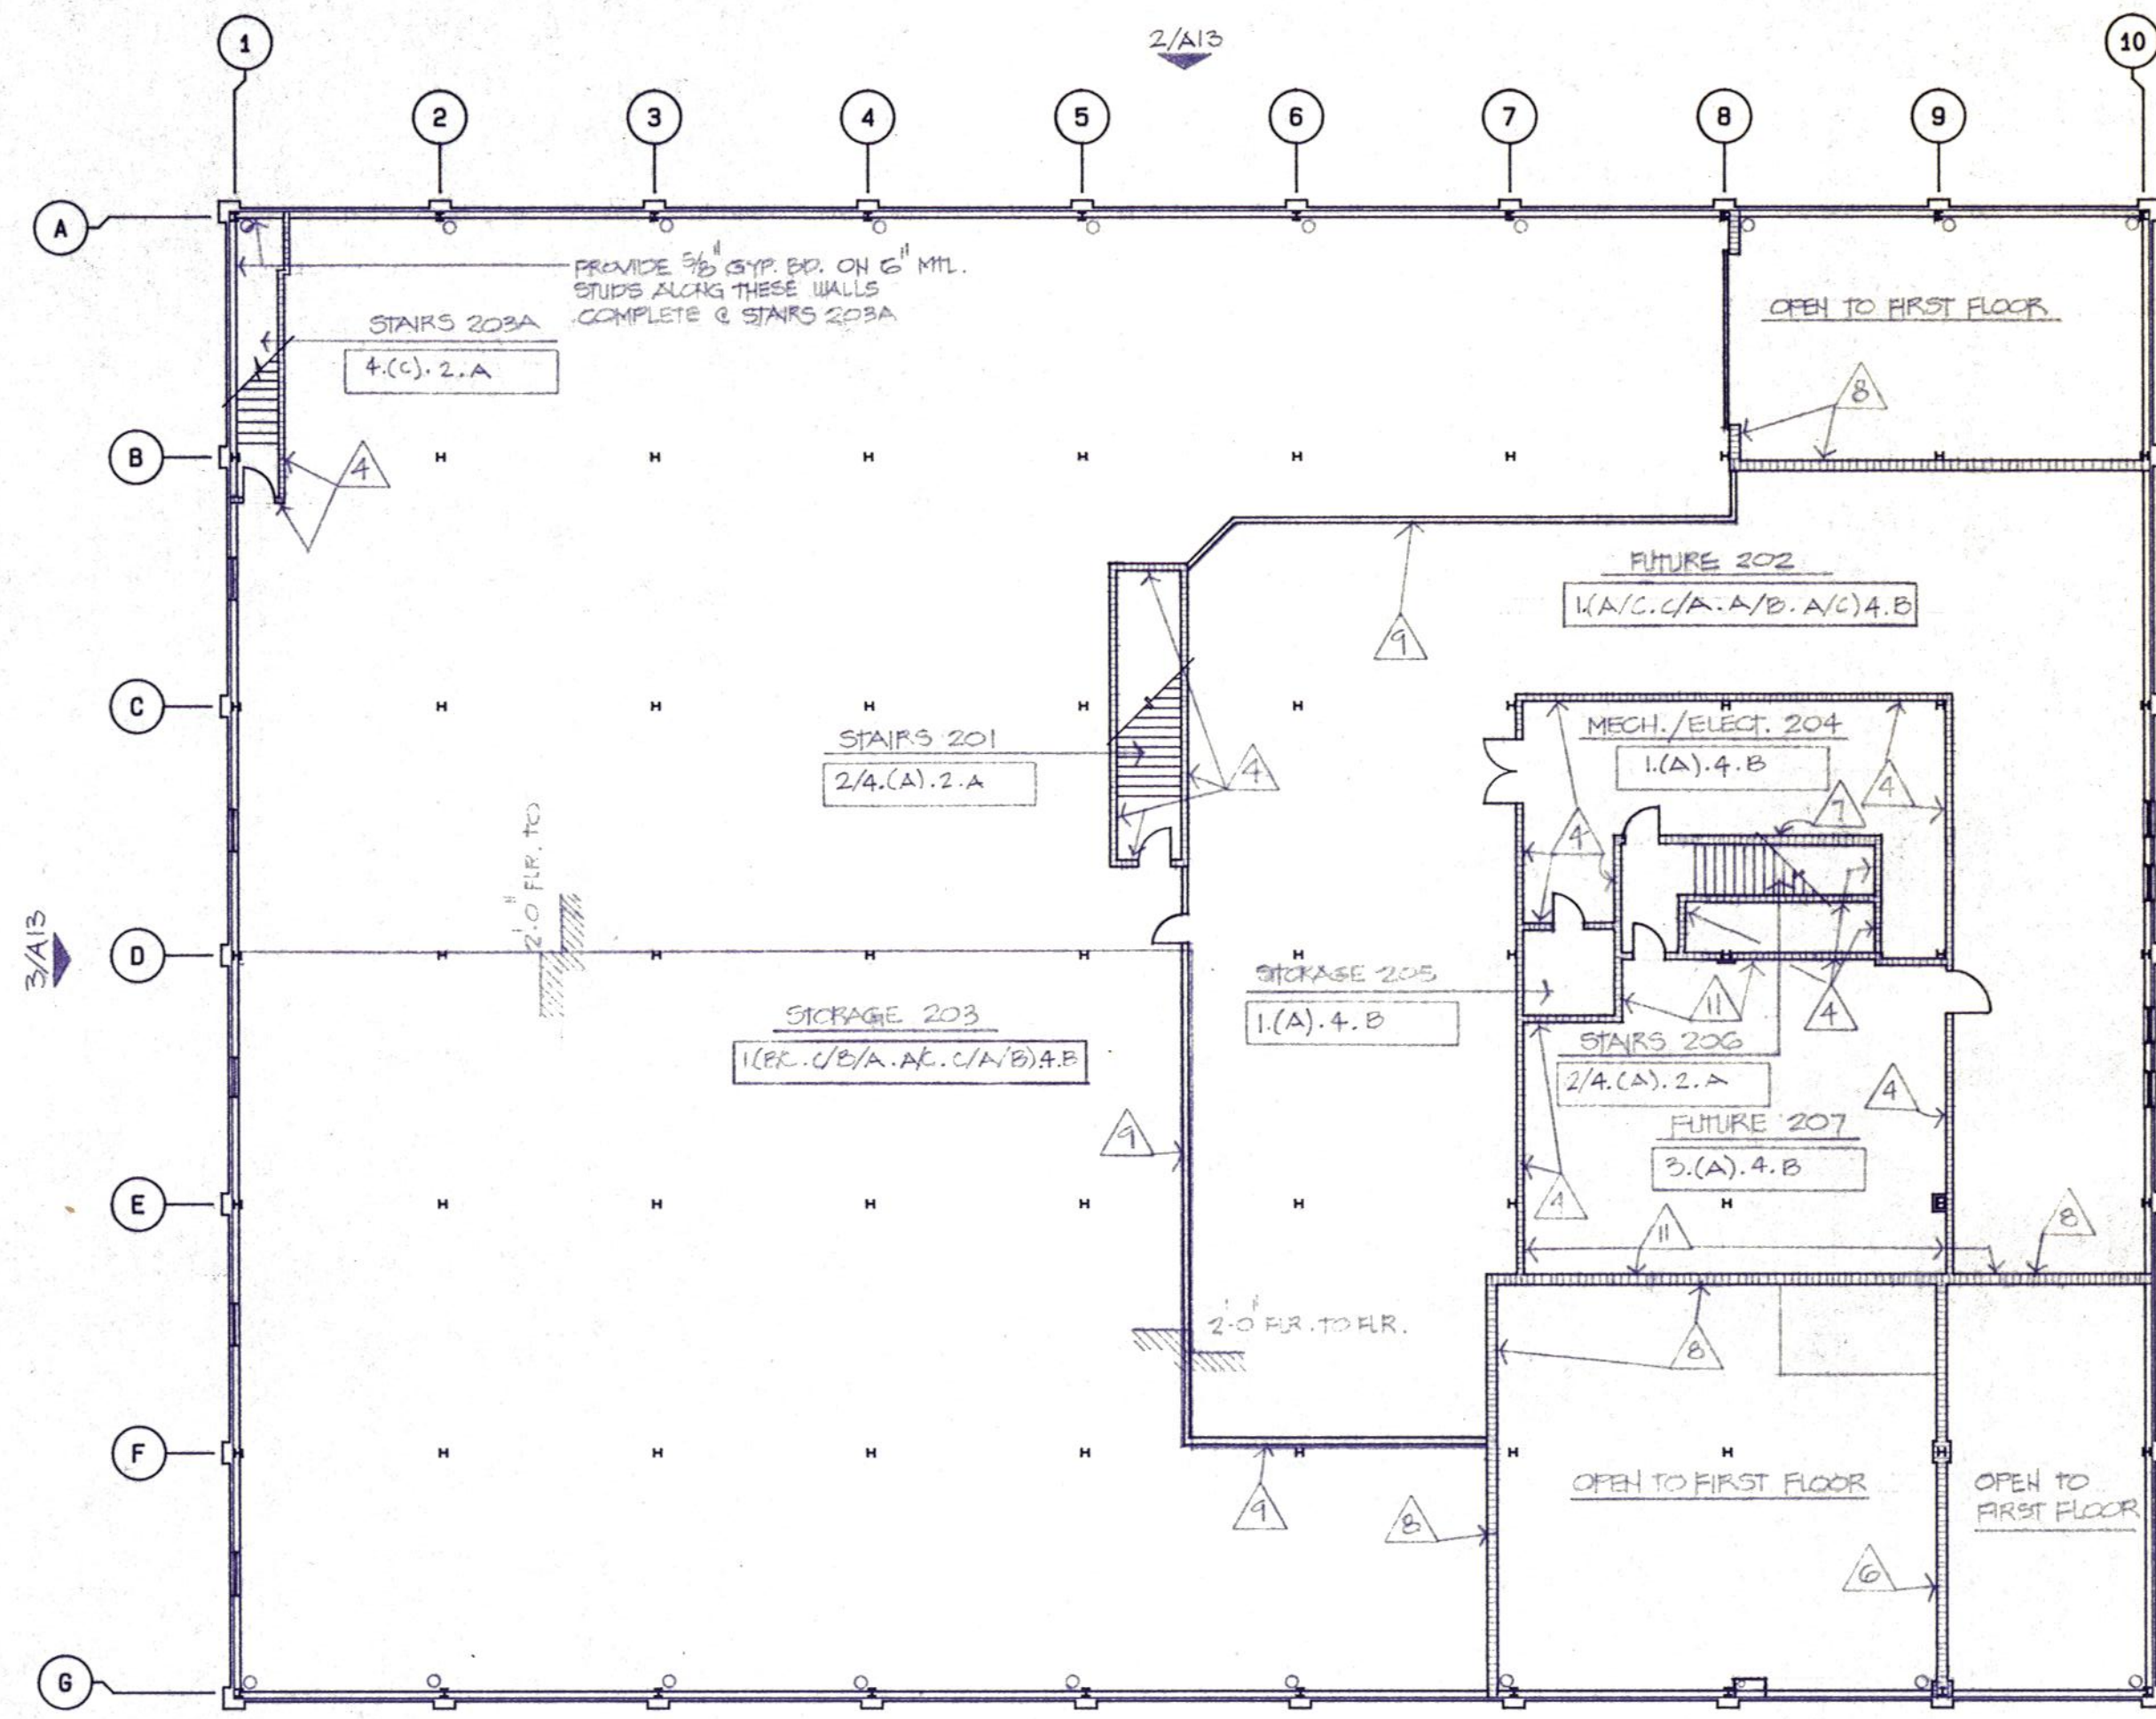 1
2/A13
10
2
3
4
5
6
7
8
9
A
PROVIDE 5/8" GYP. BD. ON 6" MTL.
STUDS ALONG THESE WALLS
COMPLETE @ STAIRS 203A
STAIRS 203A
4.(C).2.A
OPEN TO FIRST FLOOR
8
B
4
FUTURE 202
1.(A/C.C/A.A/B.A/C)4.B
9
C
STAIRS 201
2/4.(A).2.A
4
MECH./ELECT. 204
1.(A).4.B
4
7
4
2'-0" FLR. TO
3/A13
D
STORAGE 205
1.(A).4.B
11
4
STORAGE 203
1(B/C.C/B/A.A/C.C/A/B).4.B
STAIRS 206
2/4.(A).2.A
4
9
FUTURE 207
3.(A).4.B
E
4
11
8
2'-0" FLR. TO FLR.
8
F
OPEN TO FIRST FLOOR
OPEN TO
FIRST FLOOR
9
8
6
G